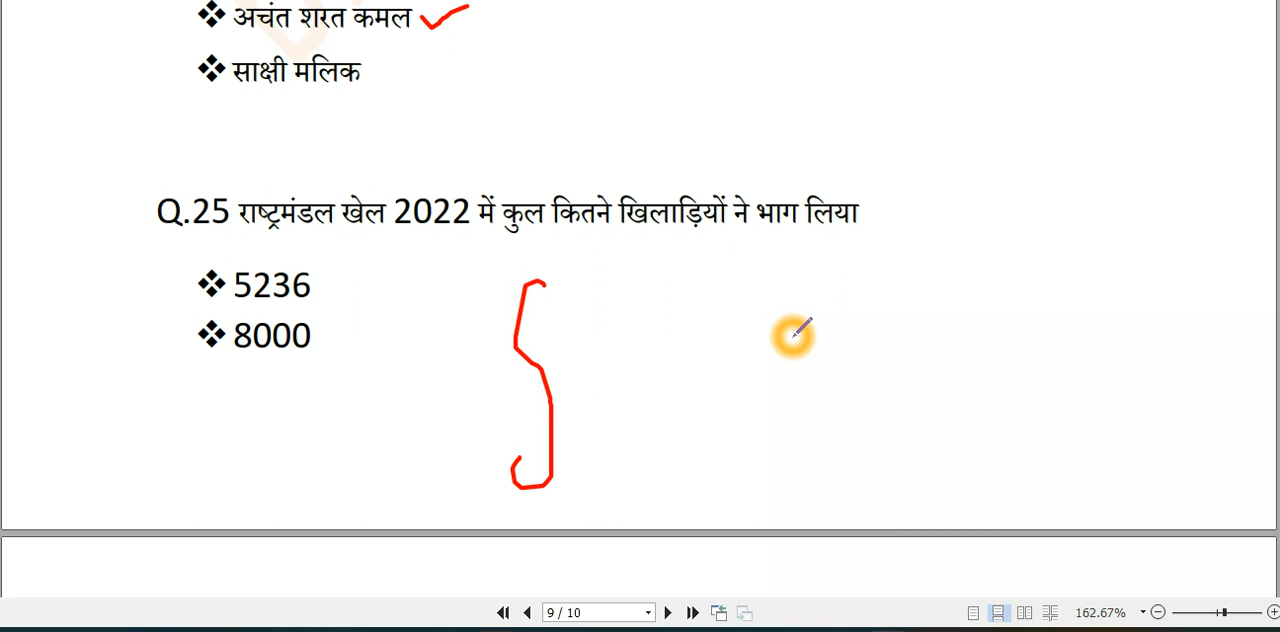 ❖ अचंत शरत कमल
❖ साक्षी मलिक
Q.25 राष्ट्रमंडल खेल 2022 में कुल कितने खिलाड़ियों ने भाग लिया
❖ 5236
❖ 8000
9 / 10
162.67%